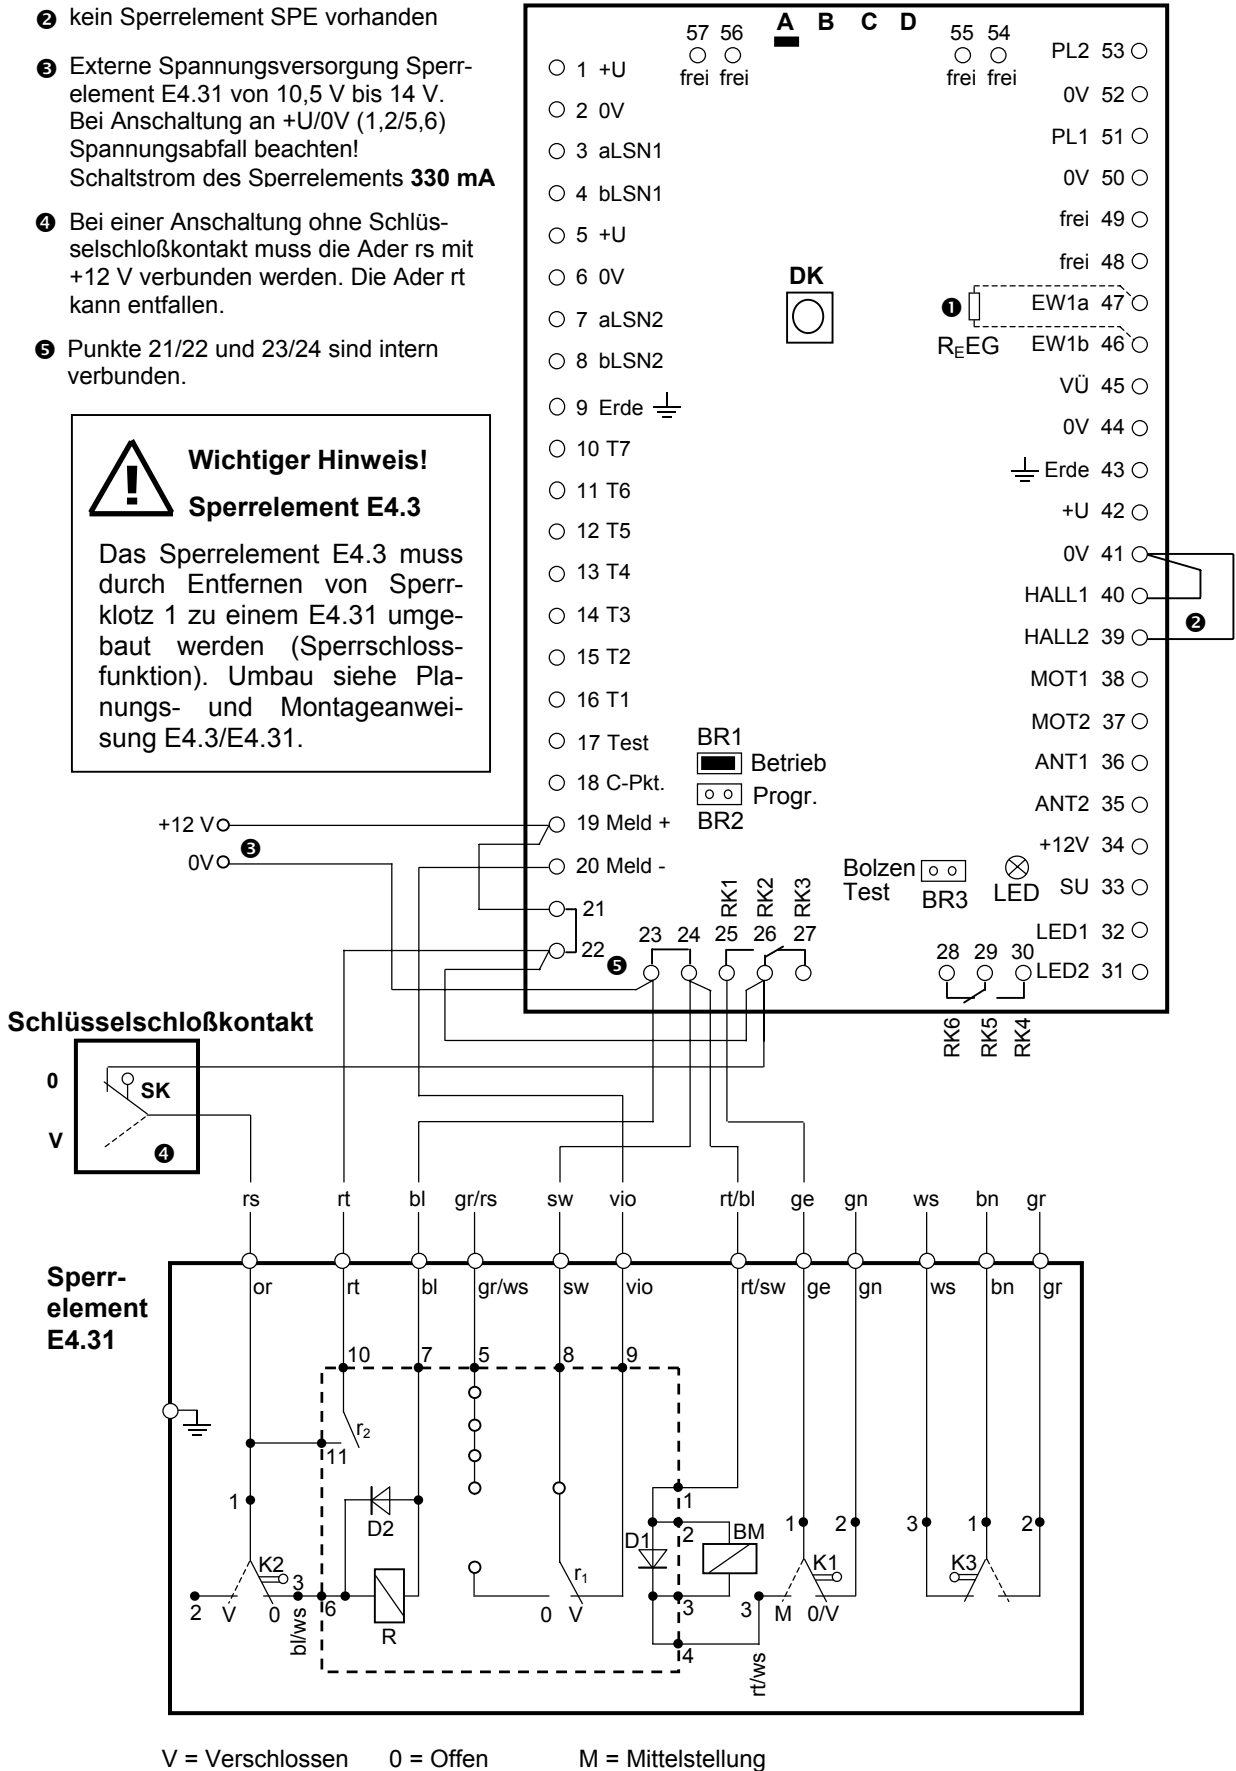 ❷ kein Sperrelement SPE vorhanden
❸ Externe Spannungsversorgung Sperr-
element E4.31 von 10,5 V bis 14 V.
Bei Anschaltung an +U/0V (1,2/5,6)
Spannungsabfall beachten!
Schaltstrom des Sperrelements 330 mA
❹ Bei einer Anschaltung ohne Schlüs-
selschloßkontakt muss die Ader rs mit
+12 V verbunden werden. Die Ader rt
kann entfallen.
❺ Punkte 21/22 und 23/24 sind intern
verbunden.
!
Wichtiger Hinweis!
Sperrelement E4.3
Das Sperrelement E4.3 muss
durch Entfernen von Sperr-
klotz 1 zu einem E4.31 umge-
baut werden (Sperrschloss-
funktion). Umbau siehe Pla-
nungs- und Montageanwei-
sung E4.3/E4.31.
A B C D
57 56
frei frei
55 54
frei frei
1 +U
2 0V
3 aLSN1
4 bLSN1
5 +U
6 0V
7 aLSN2
8 bLSN2
9 Erde
10 T7
11 T6
12 T5
13 T4
14 T3
15 T2
16 T1
17 Test
18 C-Pkt.
19 Meld +
20 Meld -
21
22
❺
DK
BR1
Betrieb
Progr.
BR2
PL2 53
0V 52
PL1 51
0V 50
frei 49
frei 48
❶
EW1a 47
REEG
EW1b 46
VÜ 45
0V 44
Erde 43
+U 42
0V 41
HALL1 40
❷
HALL2 39
MOT1 38
MOT2 37
ANT1 36
ANT2 35
+12V 34
SU 33
LED1 32
LED2 31
Bolzen
Test
BR3
LED
RK1 RK2 RK3
23 24 25 26 27
28 29 30
RK6 RK5 RK4
+12 V
0V
❸
Schlüsselschloßkontakt
0
SK
V
❹
rs rt bl gr/rs sw vio rt/bl ge gn ws bn gr
Sperr-
element
E4.31
or rt bl gr/ws sw vio rt/sw ge gn ws bn gr
10 7 5 8 9
r2
11
1
D2
1
2
D1
BM
1 2
3 1 2
K2
3
r1
K1
K3
2 V 0
6
R
0 V
3
3 M 0/V
4
bl/ws
rt/ws
V = Verschlossen 0 = Offen M = Mittelstellung